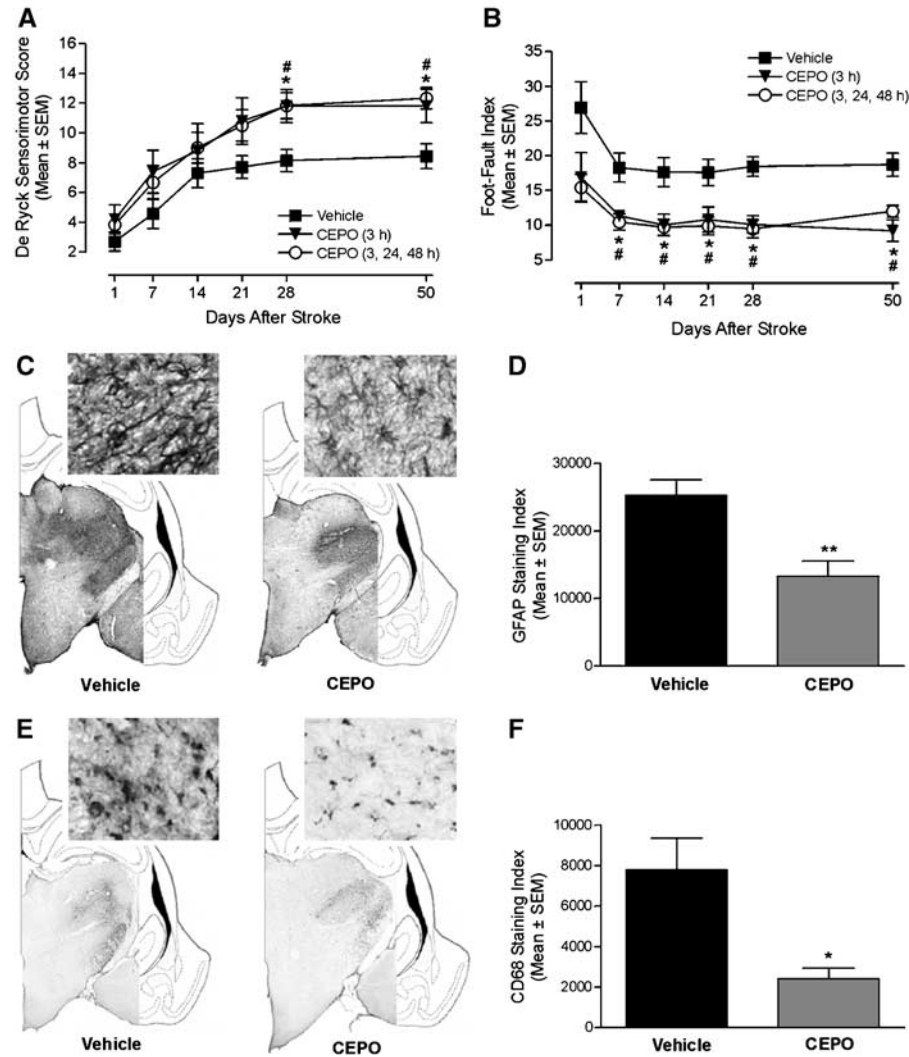 A
De Ryck Sensorimotor Score
(Mean ± SEM)
16
14
12
10
8
6
4
2
#
*
#
*
Vehicle
CEPO (3 h)
CEPO (3, 24, 48 h)
1 7 14 21 28 50
Days After Stroke
B
Foot-Fault Index
(Mean ± SEM)
35
30
25
20
15
10
5
Vehicle
CEPO (3 h)
CEPO (3, 24, 48 h)
* * * * *
# # # # #
1 7 14 21 28 50
Days After Stroke
C
Vehicle
CEPO
D
GFAP Staining Index
(Mean ± SEM)
30000
20000
10000
0
**
Vehicle CEPO
E
Vehicle
CEPO
F
CD68 Staining Index
(Mean ± SEM)
10000
8000
6000
4000
2000
0
*
Vehicle CEPO